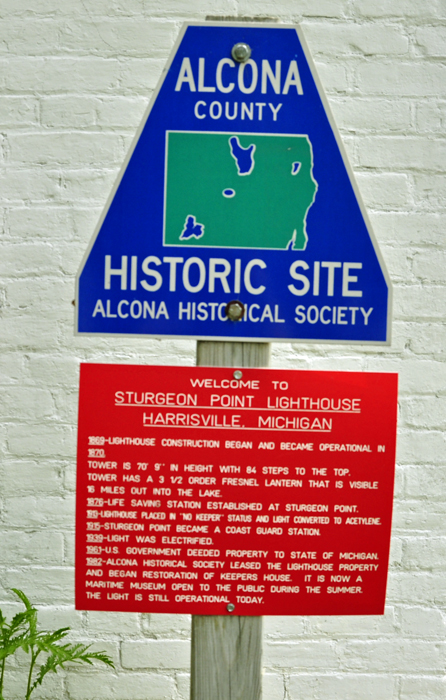 ALCONA
COUNTY
HISTORIC SITE
ALCONA HISTORICAL SOCIETY
WELCOME TO
STURGEON POINT LIGHTHOUSE
HARRISVILLE, MICHIGAN
1869-LIGHTHOUSE CONSTRUCTION BEGAN AND BECAME OPERATIONAL IN
1870.
TOWER IS 70' 9'' IN HEIGHT WITH 84 STEPS TO THE TOP.
TOWER HAS A 3 1/2 ORDER FRESNEL LANTERN THAT IS VISIBLE
16 MILES OUT INTO THE LAKE.
1876-LIFE SAVING STATION ESTABLISHED AT STURGEON POINT.
LIGHTHOUSE PLACED IN "NO KEEPER" STATUS AND LIGHT CONVERTED TO ACETYLENE.
1915-STURGEON POINT BECAME A COAST GUARD STATION.
1939-LIGHT WAS ELECTRIFIED.
1961-U.S. GOVERNMENT DEEDED PROPERTY TO STATE OF MICHIGAN.
1982-ALCONA HISTORICAL SOCIETY LEASED THE LIGHTHOUSE PROPERTY
AND BEGAN RESTORATION OF KEEPERS HOUSE. IT IS NOW A
MARITIME MUSEUM OPEN TO THE PUBLIC DURING THE SUMMER.
THE LIGHT IS STILL OPERATIONAL TODAY.